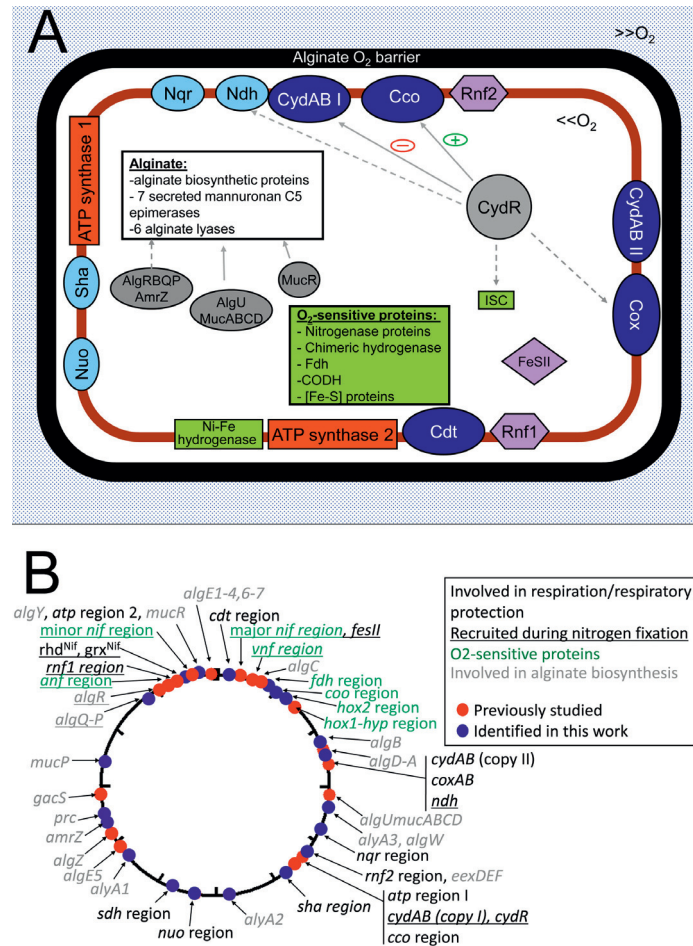 A
>>O2
Alginate O2 barrier
Nqr
Ndh
CydAB I
Cco
Rnf2
<<O2
ATP synthase 1
Alginate:
-alginate biosynthetic proteins
- 7 secreted mannuronan C5
epimerases
-6 alginate lyases
−
+
CydR
CydAB II
Sha
AlgRBQP
AmrZ
AlgU
MucABCD
MucR
ISC
Cox
O2-sensitive proteins:
- Nitrogenase proteins
- Chimeric hydrogenase
- Fdh
-CODH
- [Fe-S] proteins
FeSII
Nuo
Ni-Fe
hydrogenase
ATP synthase 2
Cdt
Rnf1
B
algE1-4,6-7
algY, atp region 2, mucR
cdt region
minor nif region
major nif region, fesII
rhdNif, grxNif
vnf region
rnf1 region
algC
anf region
fdh region
algR
coo region
hox2 region
algQ-P
hox1-hyp region
algB
mucP
algD-A
cydAB (copy II)
coxAB
ndh
gacS
algUmucABCD
prc
alyA3, algW
amrZ
nqr region
algZ
rnf2 region, eexDEF
algE5
alyA1
atp region I
cydAB (copy I), cydR
cco region
sdh region
nuo region
alyA2
sha region
Involved in respiration/respiratory
protection
Recruited during nitrogen fixation
O2-sensitive proteins
Involved in alginate biosynthesis
Previously studied
Identified in this work